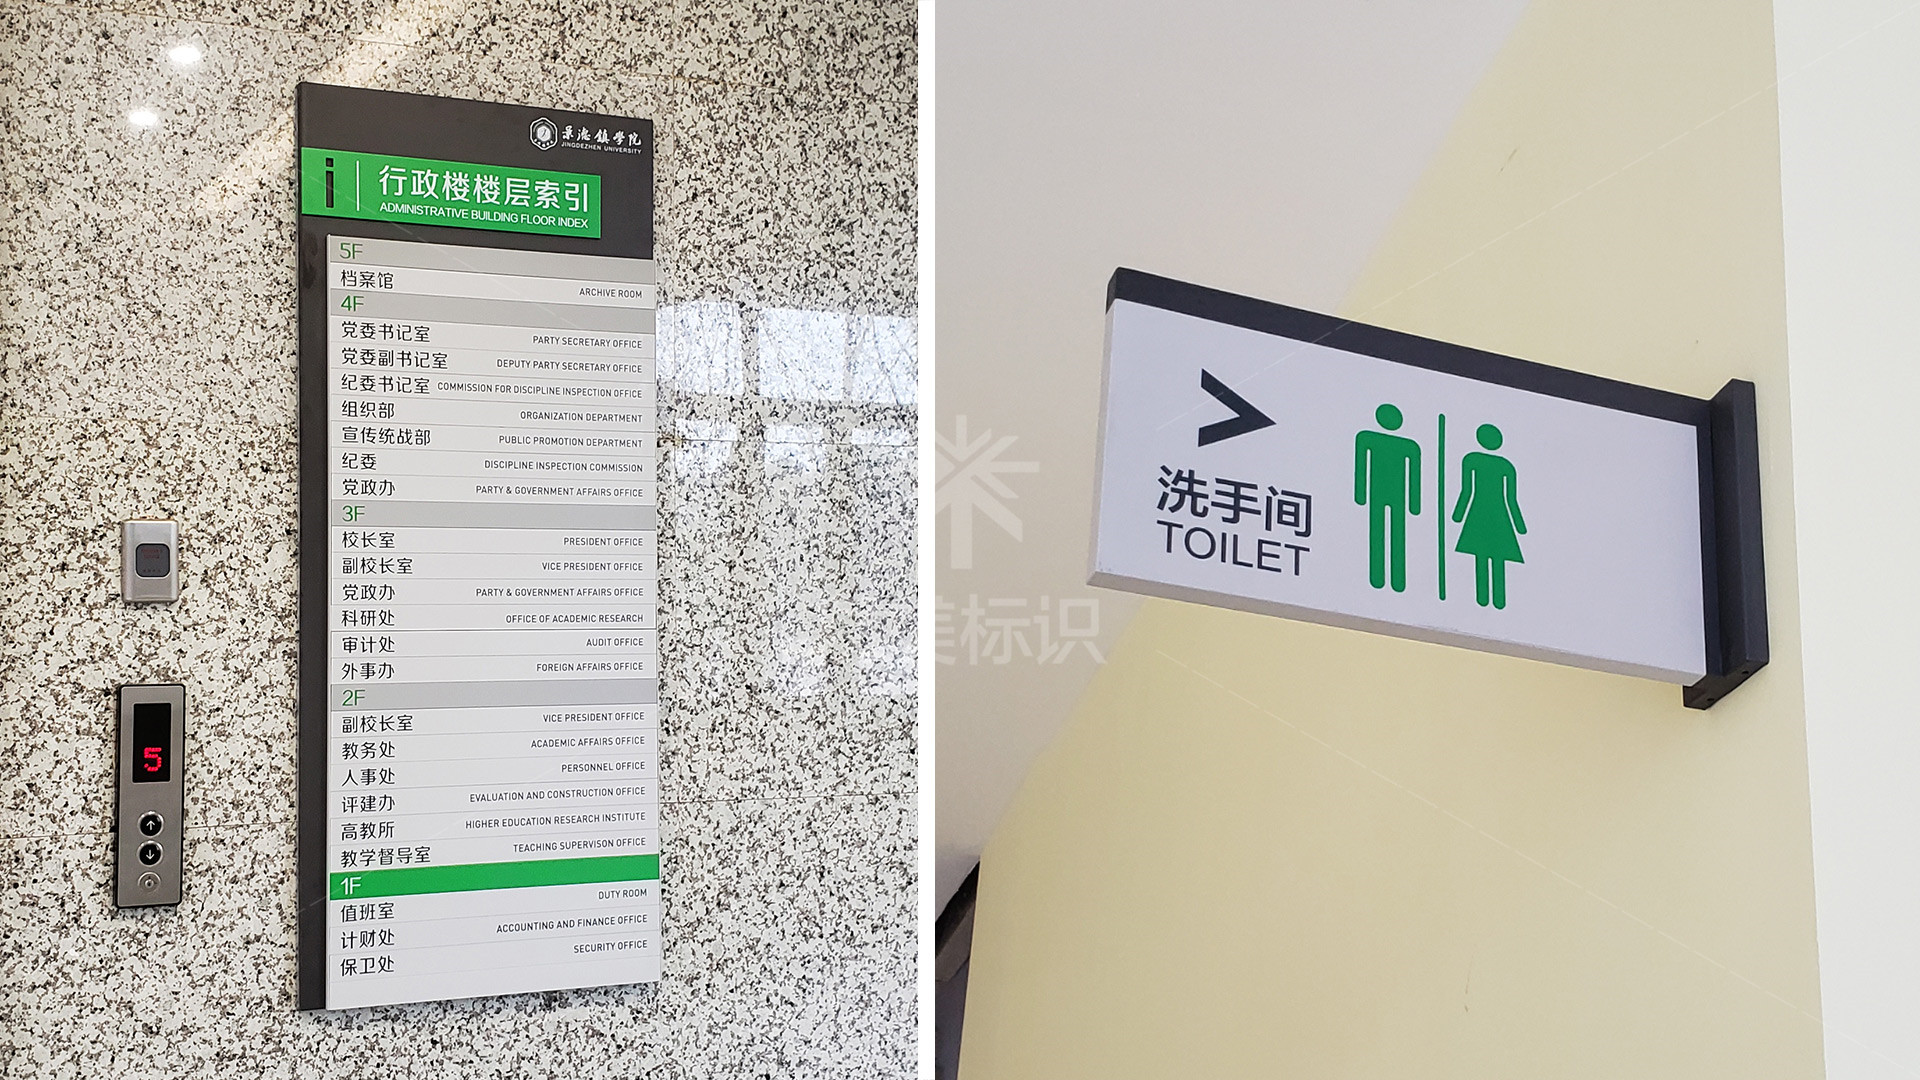 景德镇学院
JINGDEZHEN UNIVERSITY
i
行政楼楼层索引
ADMINISTRATIVE BUILDING FLOOR INDEX
5F
档案馆 ARCHIVE ROOM
4F
党委书记室 PARTY SECRETARY OFFICE
党委副书记室 DEPUTY PARTY SECRETARY OFFICE
纪委书记室 COMMISSION FOR DISCIPLINE INSPECTION OFFICE
组织部 ORGANIZATION DEPARTMENT
宣传统战部 PUBLIC PROMOTION DEPARTMENT
纪委 DISCIPLINE INSPECTION COMMISSION
党政办 PARTY & GOVERNMENT AFFAIRS OFFICE
3F
校长室 PRESIDENT OFFICE
副校长室 VICE PRESIDENT OFFICE
党政办 PARTY & GOVERNMENT AFFAIRS OFFICE
科研处 OFFICE OF ACADEMIC RESEARCH
审计处 AUDIT OFFICE
外事办 FOREIGN AFFAIRS OFFICE
2F
副校长室 VICE PRESIDENT OFFICE
教务处 ACADEMIC AFFAIRS OFFICE
人事处 PERSONNEL OFFICE
评建办 EVALUATION AND CONSTRUCTION OFFICE
高教所 HIGHER EDUCATION RESEARCH INSTITUTE
教学督导室 TEACHING SUPERVISON OFFICE
1F
值班室 DUTY ROOM
计财处 ACCOUNTING AND FINANCE OFFICE
保卫处 SECURITY OFFICE
5
洗手间
TOILET
美标识